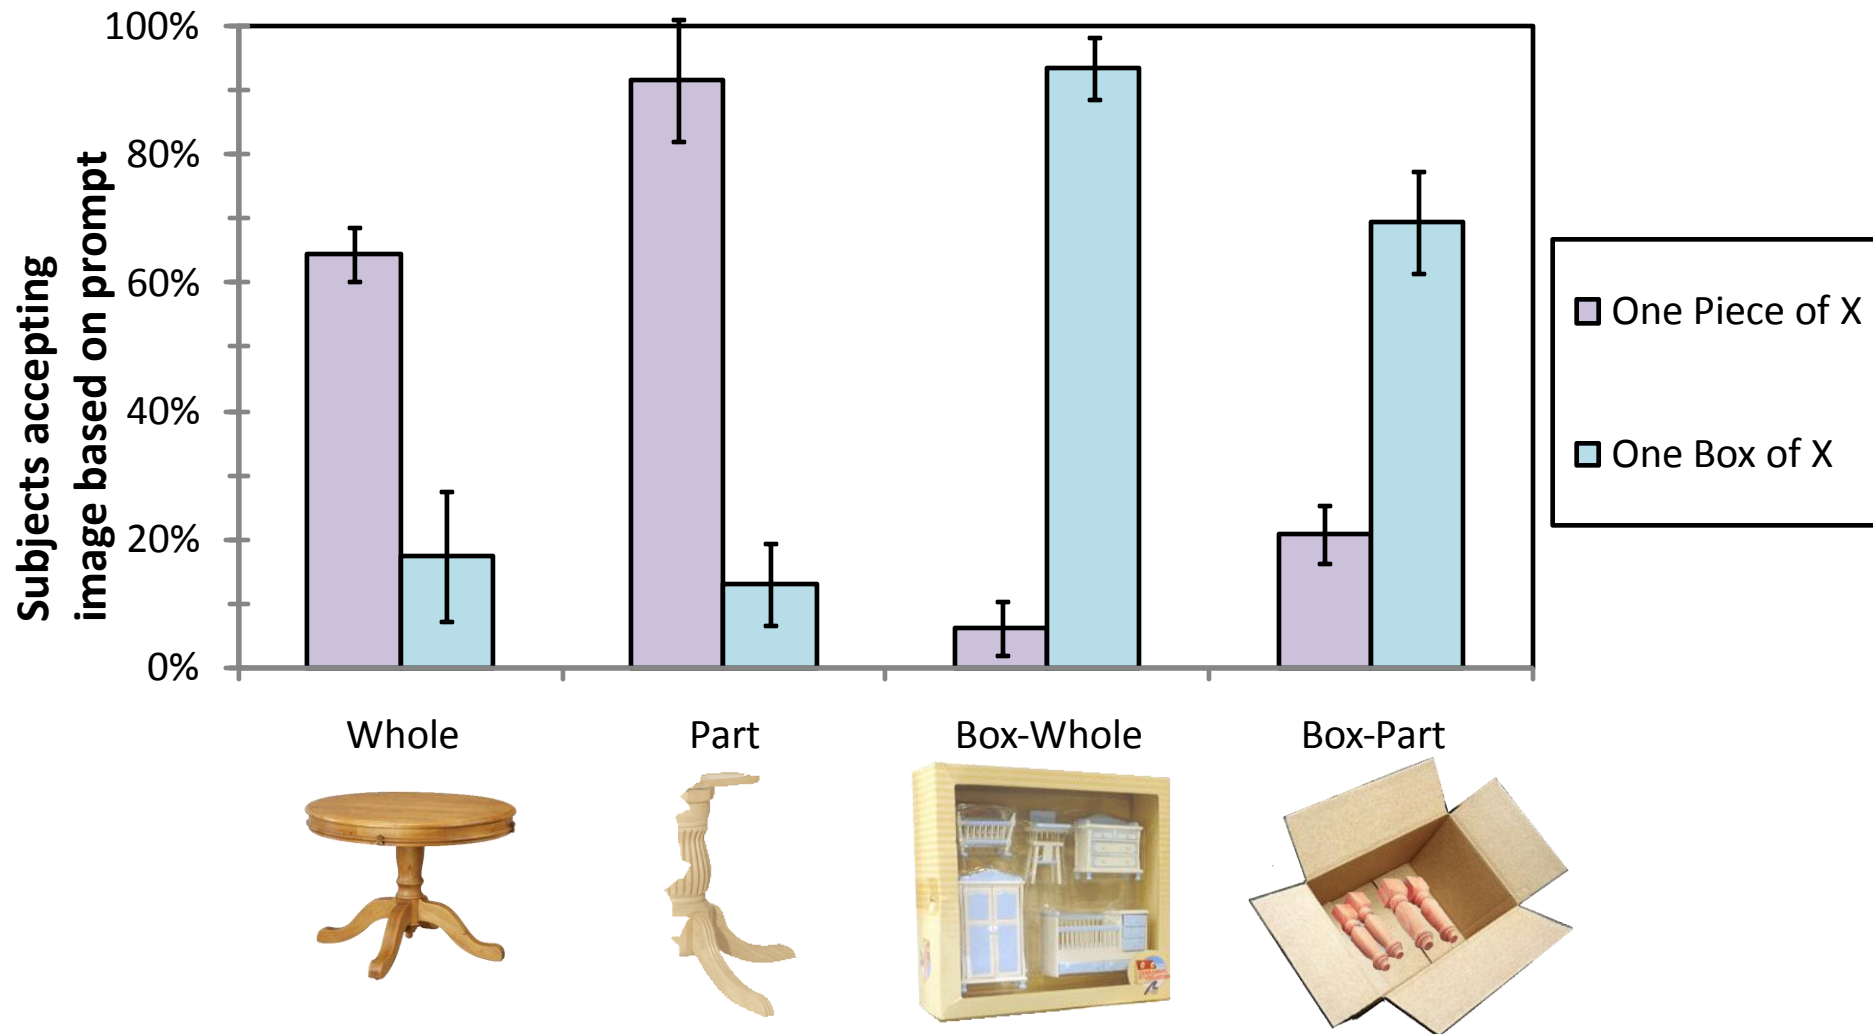 100%
80%
60%
40%
20%
0%
Subjects accepting
image based on prompt
One Piece of X
One Box of X
Whole
Part
Box-Whole
Box-Part